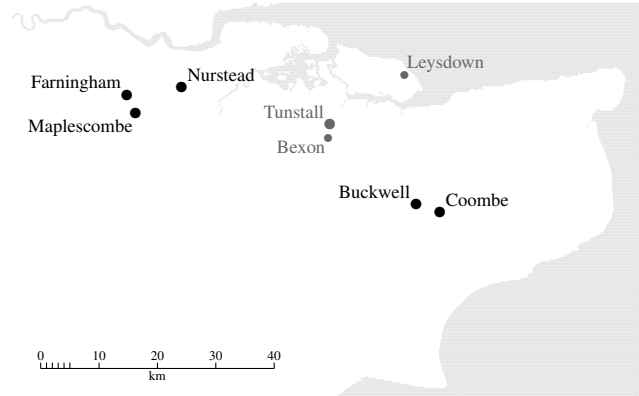 Leysdown
Nurstead
Farningham
Tunstall
Maplescombe
Bexon
Buckwell
Coombe
0 10 20 30 40
km